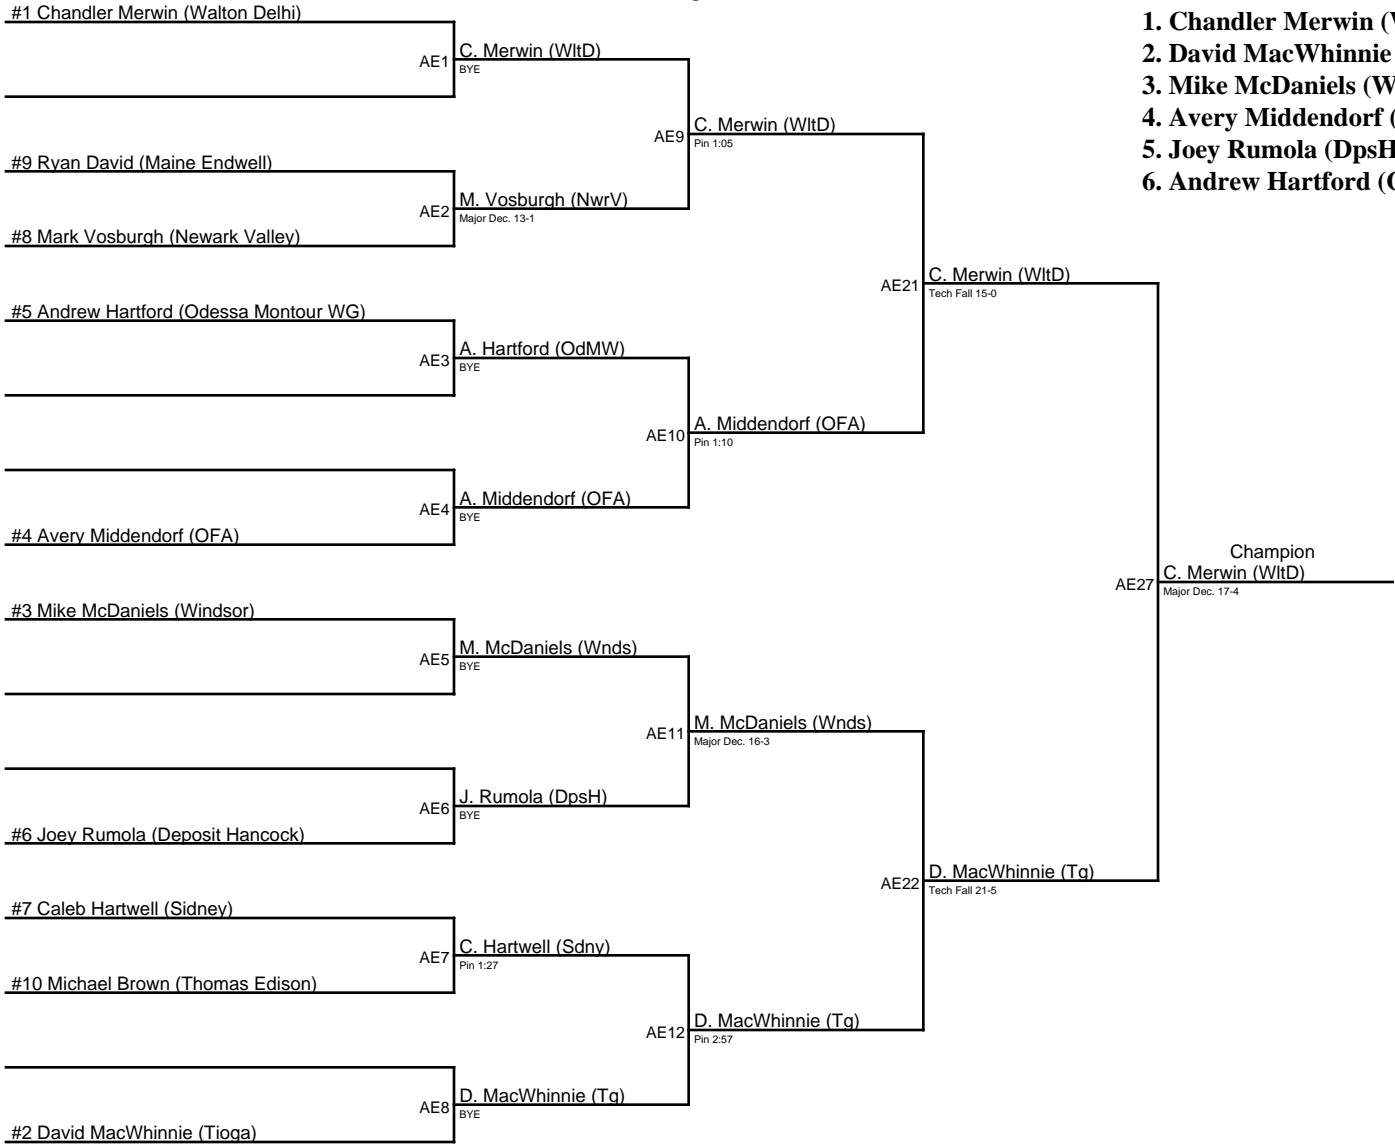 #1 Chandler Merwin (Walton Delhi)
AE1
C. Merwin (WltD)
BYE
#9 Ryan David (Maine Endwell)
AE2
M. Vosburgh (NwrV)
Major Dec. 13-1
#8 Mark Vosburgh (Newark Valley)
AE9
C. Merwin (WltD)
Pin 1:05
#5 Andrew Hartford (Odessa Montour WG)
AE3
A. Hartford (OdMW)
BYE
AE10
A. Middendorf (OFA)
Pin 1:10
AE4
A. Middendorf (OFA)
BYE
#4 Avery Middendorf (OFA)
AE21
C. Merwin (WltD)
Tech Fall 15-0
#3 Mike McDaniels (Windsor)
AE5
M. McDaniels (Wnds)
BYE
AE11
M. McDaniels (Wnds)
Major Dec. 16-3
AE6
J. Rumola (DpsH)
BYE
#6 Joey Rumola (Deposit Hancock)
AE22
D. MacWhinnie (Tg)
Tech Fall 21-5
#7 Caleb Hartwell (Sidney)
AE7
C. Hartwell (Sdny)
Pin 1:27
#10 Michael Brown (Thomas Edison)
AE12
D. MacWhinnie (Tg)
Pin 2:57
AE8
D. MacWhinnie (Tg)
BYE
#2 David MacWhinnie (Tioga)
AE27
Champion
C. Merwin (WltD)
Major Dec. 17-4
1. Chandler Merwin (
2. David MacWhinnie
3. Mike McDaniels (W
4. Avery Middendorf (
5. Joey Rumola (DpsH
6. Andrew Hartford (